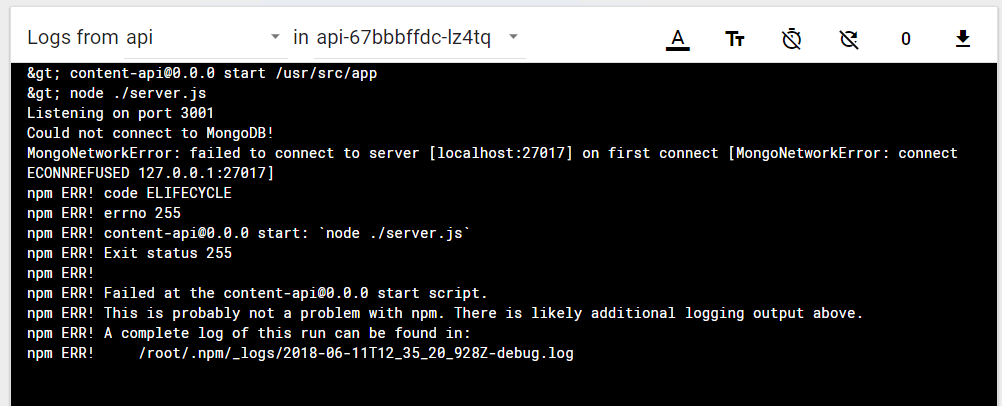 Logs from api in api-67bbbffdc-lz4tq A TT 0
&gt; content-api@0.0.0 start /usr/src/app
&gt; node ./server.js
Listening on port 3001
Could not connect to MongoDB!
MongoNetworkError: failed to connect to server [localhost:27017] on first connect [MongoNetworkError: connect
ECONNREFUSED 127.0.0.1:27017]
npm ERR! code ELIFECYCLE
npm ERR! errno 255
npm ERR! content-api@0.0.0 start: `node ./server.js`
npm ERR! Exit status 255
npm ERR!
npm ERR! Failed at the content-api@0.0.0 start script.
npm ERR! This is probably not a problem with npm. There is likely additional logging output above.
npm ERR! A complete log of this run can be found in:
npm ERR!     /root/.npm/_logs/2018-06-11T12_35_20_928Z-debug.log